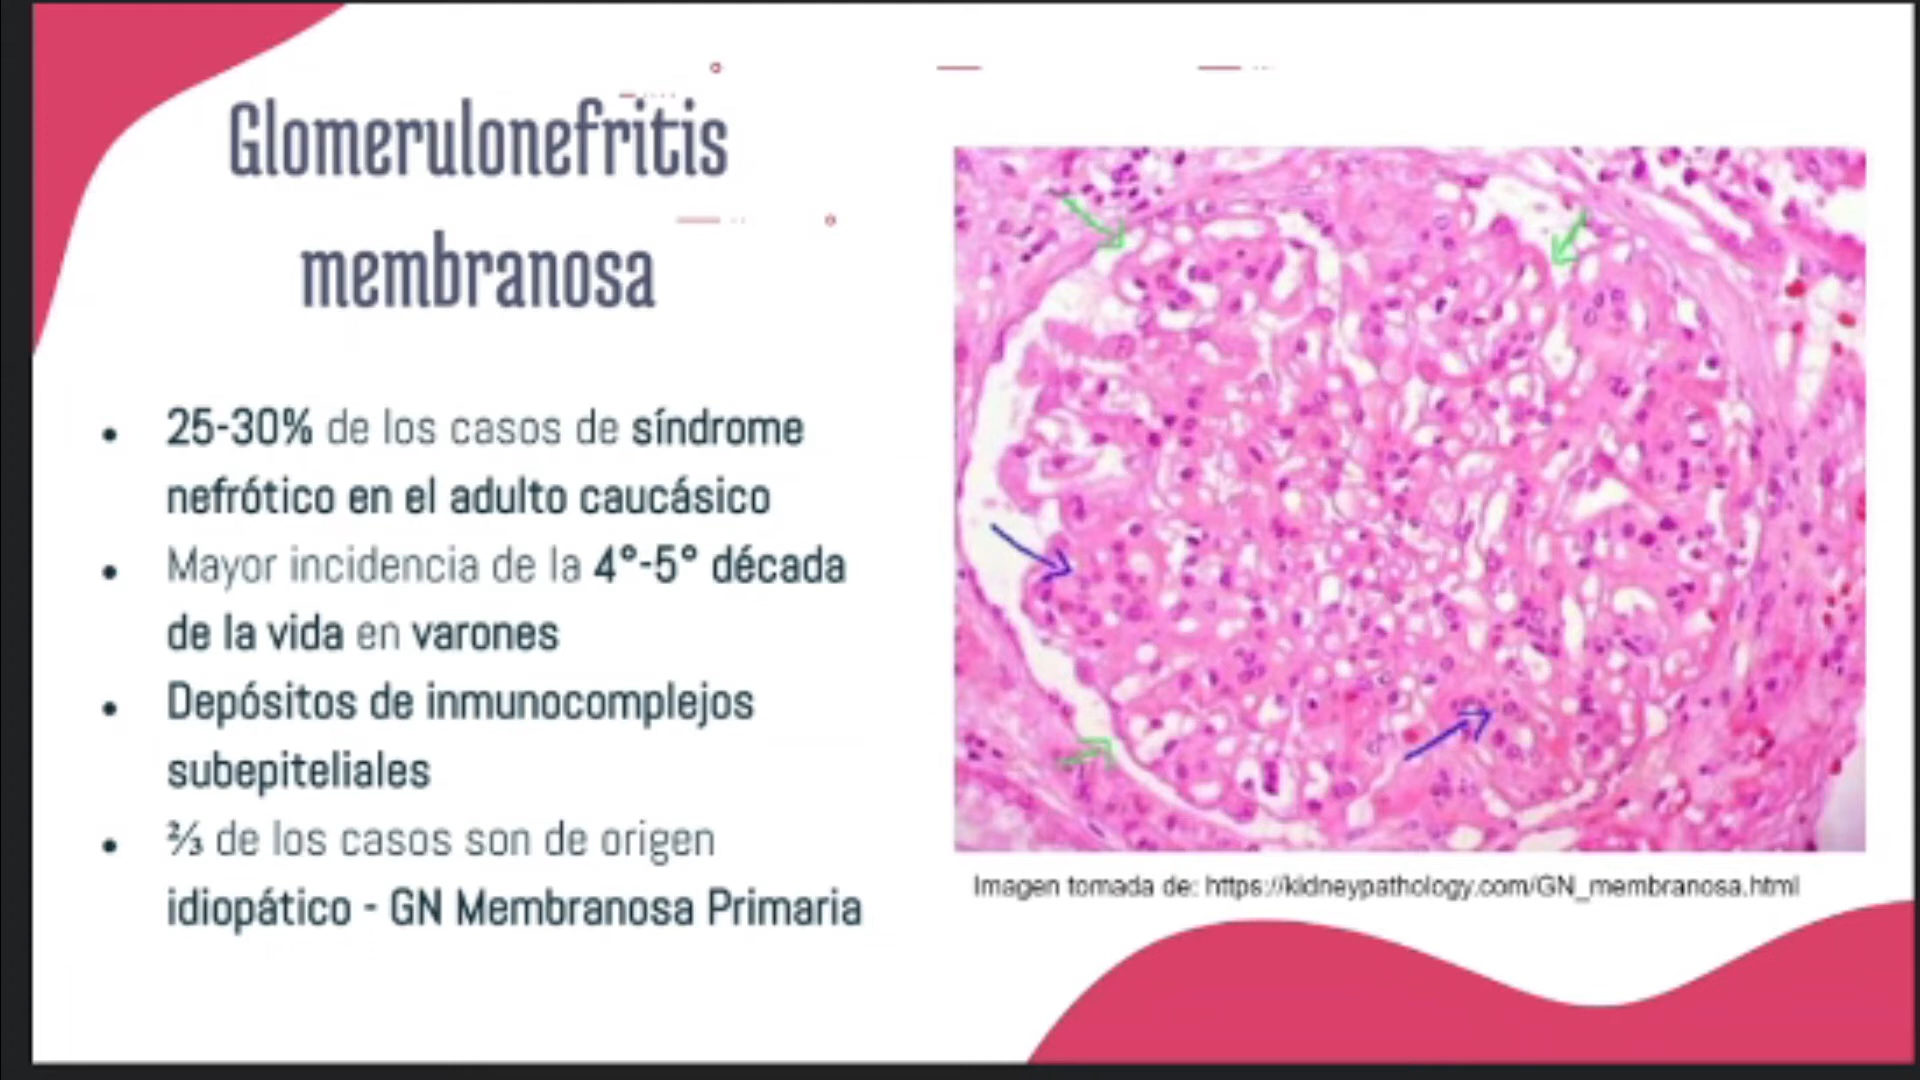 Glomerulonefritis
membranosa
• 25-30% de los casos de síndrome
nefrótico en el adulto caucásico
• Mayor incidencia de la 4°-5° década
de la vida en varones
• Depósitos de inmunocomplejos
subepiteliales
• ⅔ de los casos son de origen
idiopático - GN Membranosa Primaria
Imagen tomada de: https://kidneypathology.com/GN_membranosa.html